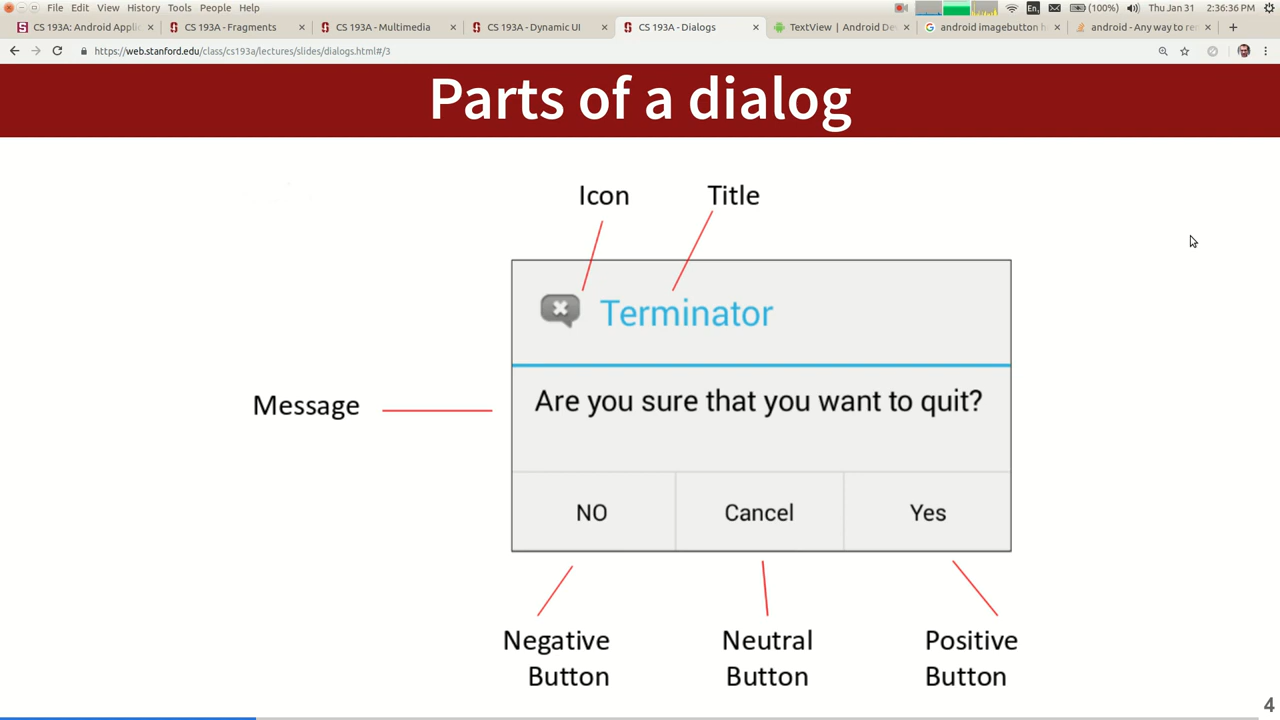 File Edit View History Tools People Help
En
(100%) Thu Jan 31 2:36:36 PM
CS 193A: Android Appli
CS 193A - Fragments
CS 193A - Multimedia
CS 193A - Dynamic UI
CS 193A - Dialogs
TextView | Android De
android imagebutton h
android - Any way to re
https://web.stanford.edu/class/cs193a/lectures/slides/dialogs.html#/3
Parts of a dialog
Icon Title
Terminator
Message
Are you sure that you want to quit?
NO Cancel Yes
Negative Button
Neutral Button
Positive Button
4